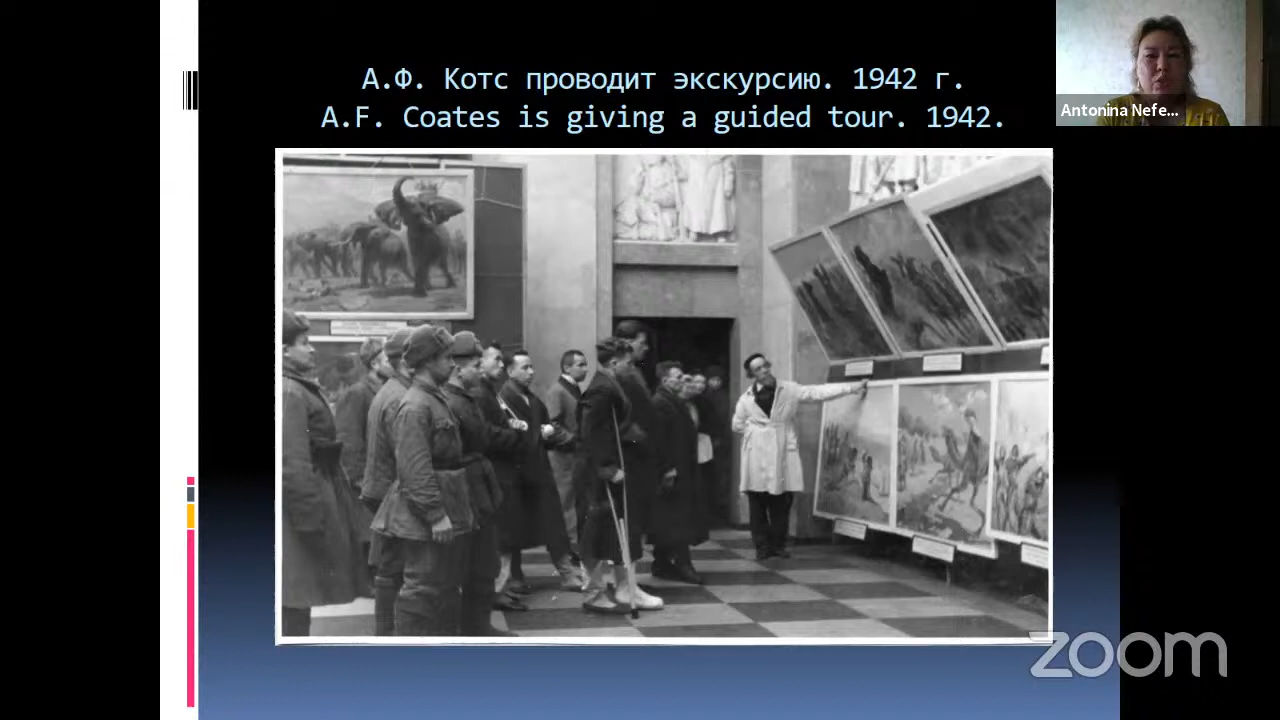 А.Ф. Котс проводит экскурсию. 1942 г.
A.F. Coates is giving a guided tour. 1942.
Antonina Nefe...
zoom